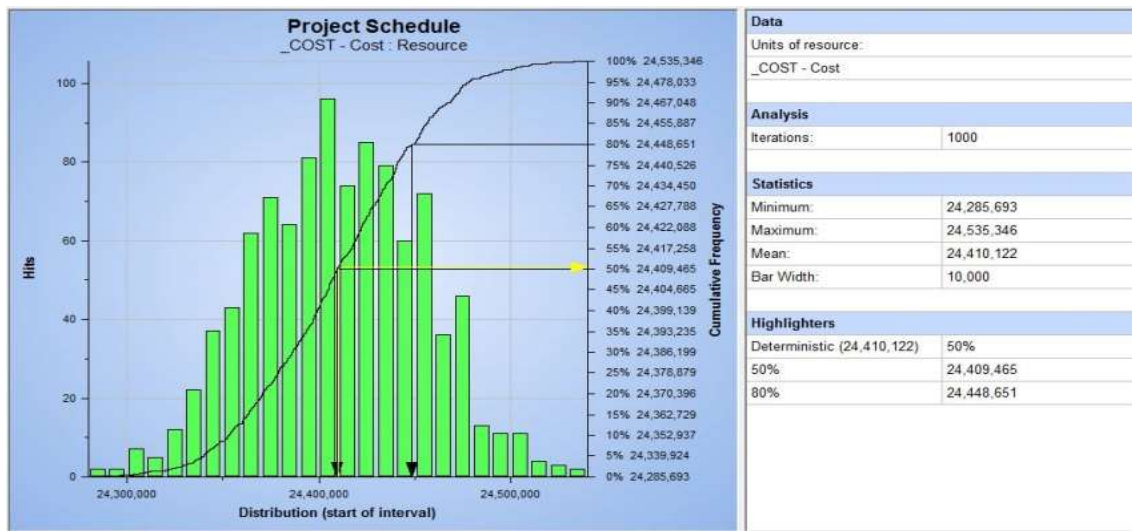 Project Schedule
_COST - Cost : Resource
Hits
100
80
60
40
20
0
24,300,000
24,400,000
24,500,000
Distribution (start of interval)
100% 24,535,346
95% 24,478,033
90% 24,467,048
85% 24,455,887
80% 24,448,651
75% 24,440,526
70% 24,434,450
65% 24,427,788
60% 24,422,088
55% 24,417,258
50% 24,409,465
45% 24,404,665
40% 24,399,139
35% 24,393,235
30% 24,386,199
25% 24,378,879
20% 24,370,396
15% 24,362,729
10% 24,352,937
5% 24,339,924
0% 24,285,693
Cumulative Frequency
Data
Units of resource:
_COST - Cost
Analysis
Iterations: 1000
Statistics
Minimum: 24,285,693
Maximum: 24,535,346
Mean: 24,410,122
Bar Width: 10,000
Highlighters
Deterministic (24,410,122) 50%
50% 24,409,465
80% 24,448,651